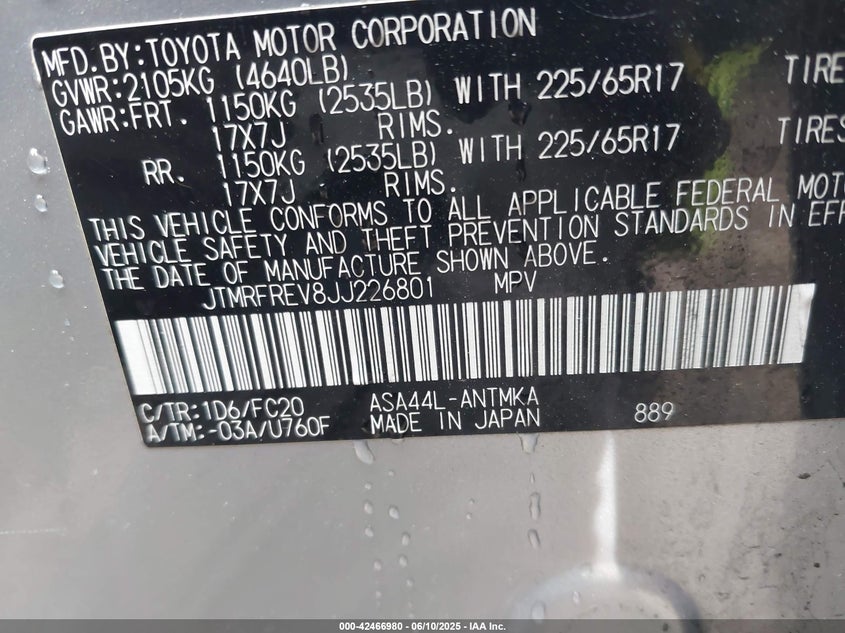 MFD.BY:TOYOTA MOTOR CORPORATION
GVWR:2105KG (4640LB)
GAWR:FRT. 1150KG (2535LB) WITH 225/65R17 TIRE
17X7J RIMS.
RR. 1150KG (2535LB) WITH 225/65R17 TIRES
17X7J RIMS.
THIS VEHICLE CONFORMS TO ALL APPLICABLE FEDERAL MOT
VEHICLE SAFETY AND THEFT PREVENTION STANDARDS IN EFF
THE DATE OF MANUFACTURE SHOWN ABOVE.
JTMRFREV8JJ226801 MPV
C/TR:1D6/FC20 ASA44L-ANTMKA
A/TM:-03A/U760F MADE IN JAPAN 889
000-42466980 - 06/10/2025 - IAA Inc.